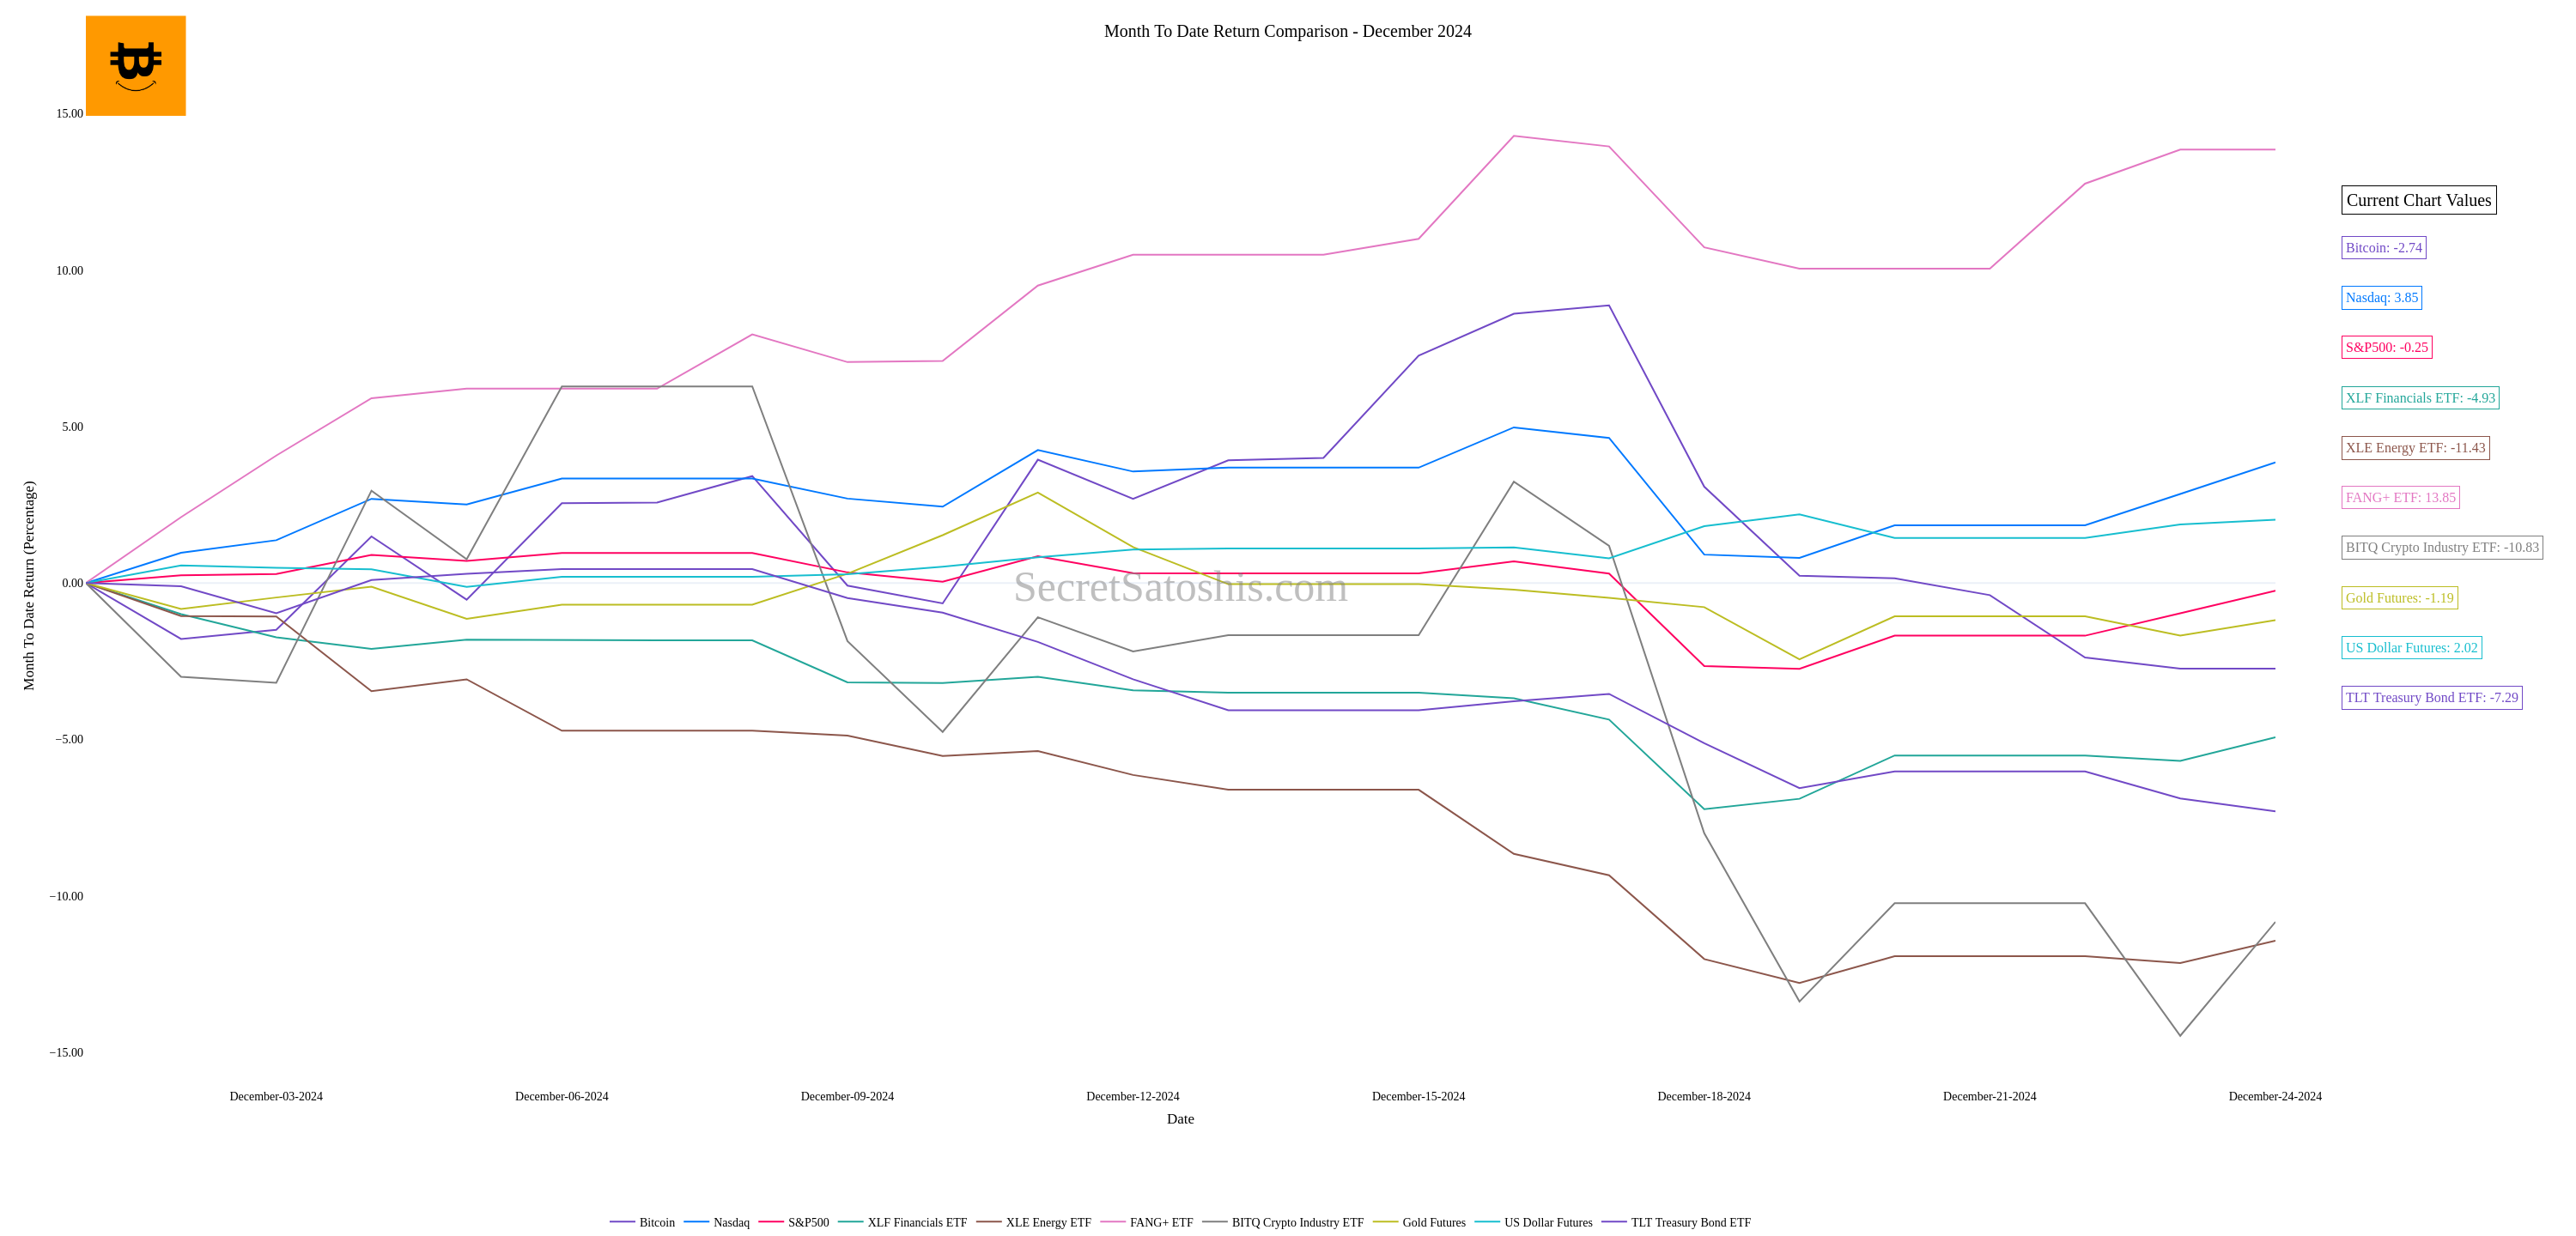 Month To Date Return Comparison - December 2024
15.00
10.00
5.00
0.00
−5.00
−10.00
−15.00
Month To Date Return (Percentage)
SecretSatoshis.com
Current Chart Values
Bitcoin: -2.74
Nasdaq: 3.85
S&P500: -0.25
XLF Financials ETF: -4.93
XLE Energy ETF: -11.43
FANG+ ETF: 13.85
BITQ Crypto Industry ETF: -10.83
Gold Futures: -1.19
US Dollar Futures: 2.02
TLT Treasury Bond ETF: -7.29
December-03-2024 December-06-2024 December-09-2024 December-12-2024 December-15-2024 December-18-2024 December-21-2024 December-24-2024
Date
Bitcoin Nasdaq S&P500 XLF Financials ETF XLE Energy ETF FANG+ ETF BITQ Crypto Industry ETF Gold Futures US Dollar Futures TLT Treasury Bond ETF